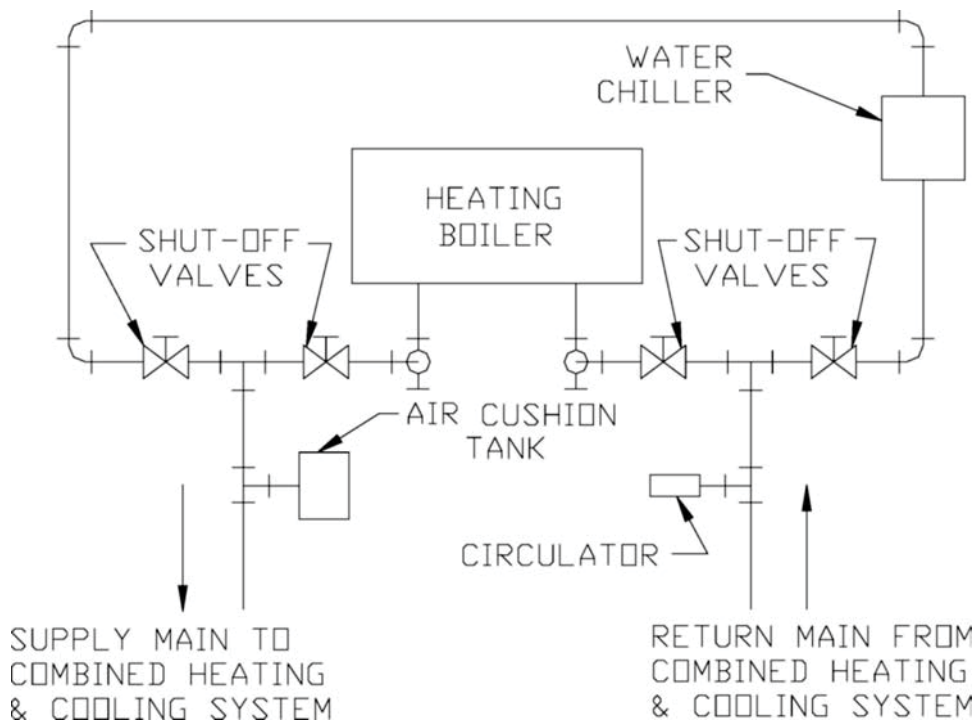 WATER
CHILLER
HEATING
BOILER
SHUT-OFF
VALVES
SHUT-OFF
VALVES
AIR CUSHION
TANK
CIRCULATOR
SUPPLY MAIN TO
COMBINED HEATING
& COOLING SYSTEM
RETURN MAIN FROM
COMBINED HEATING
& COOLING SYSTEM